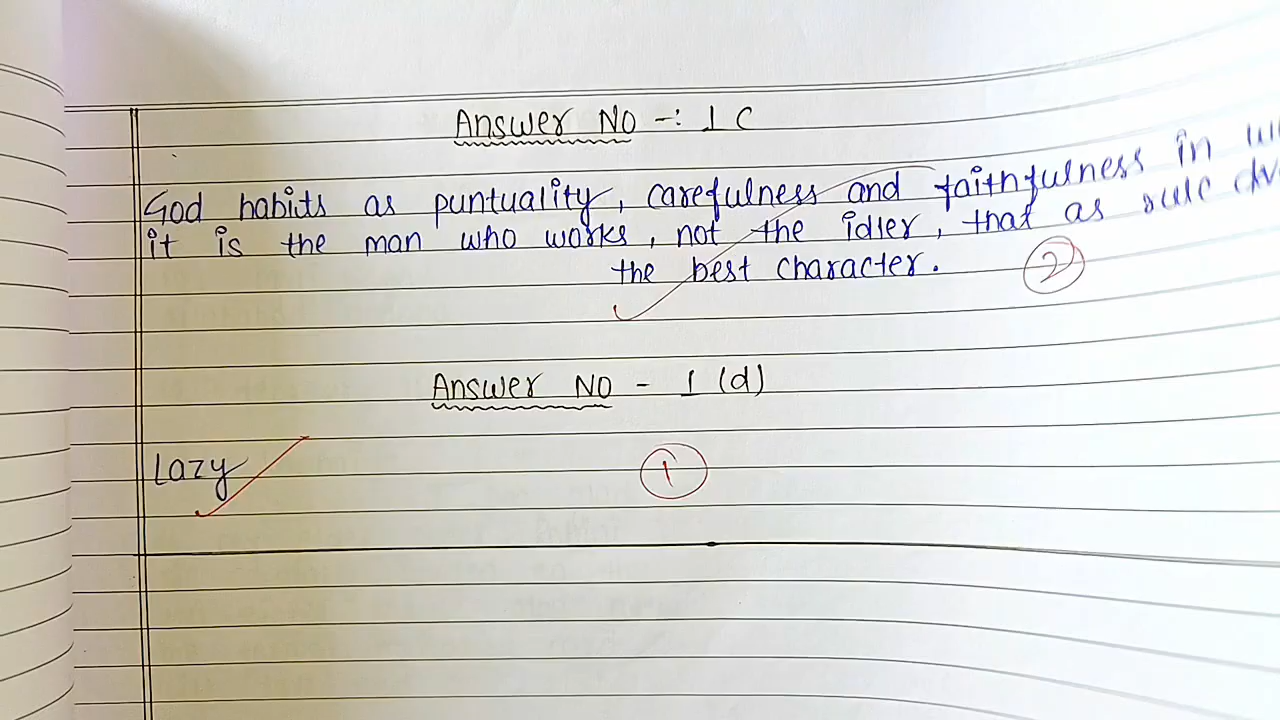 Answer No -: 1 C
God habits as puntuality, carefulness and faithfulness in
it is the man who works, not the idler, that as rule
the best character.
2
Answer No - 1 (d)
Lazy
1